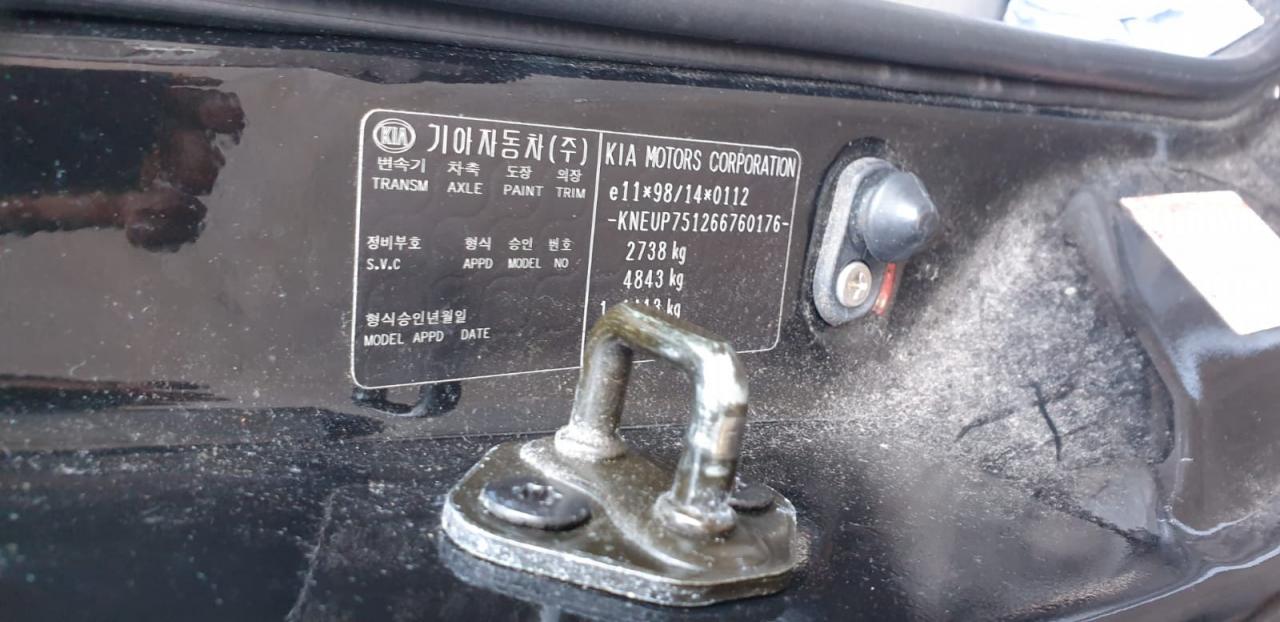 KIA 기아자동차(주)
변속기 차축 도장 의장
TRANSM AXLE PAINT TRIM
정비부호 형식 승인 번호
S.V.C APPD MODEL NO
형식승인년월일
MODEL APPD DATE
KIA MOTORS CORPORATION
e11*98/14*0112
-KNEUP751266760176-
2738 kg
4843 kg
kg